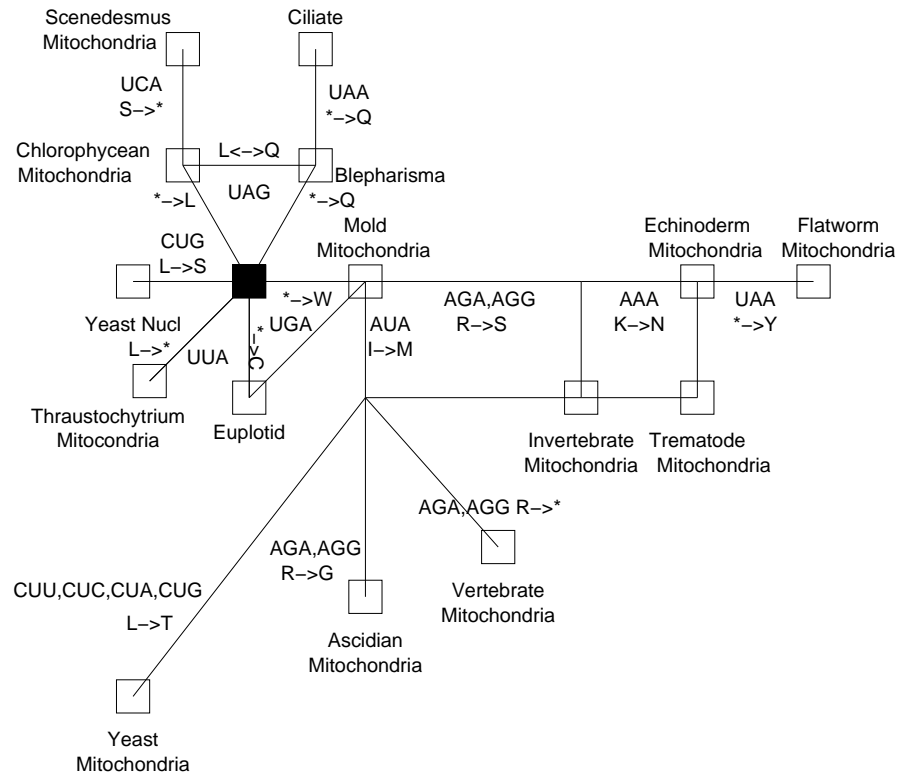 Scenedesmus
Mitochondria
Ciliate
UCA
S−>*
UAA
*−>Q
Chlorophycean
Mitochondria
L<−>Q
Blepharisma
*−>L
UAG
*−>Q
Mold
Mitochondria
Echinoderm
Mitochondria
Flatworm
Mitochondria
CUG
L−>S
*−>W
UGA
AGA,AGG
R−>S
AAA
K−>N
UAA
*−>Y
Yeast Nucl
L−>*
UUA
*−>C
AUA
I−>M
Thraustochytrium
Mitocondria
Euplotid
Invertebrate
Mitochondria
Trematode
Mitochondria
AGA,AGG R−>*
AGA,AGG
R−>G
Vertebrate
Mitochondria
CUU,CUC,CUA,CUG
L−>T
Ascidian
Mitochondria
Yeast
Mitochondria